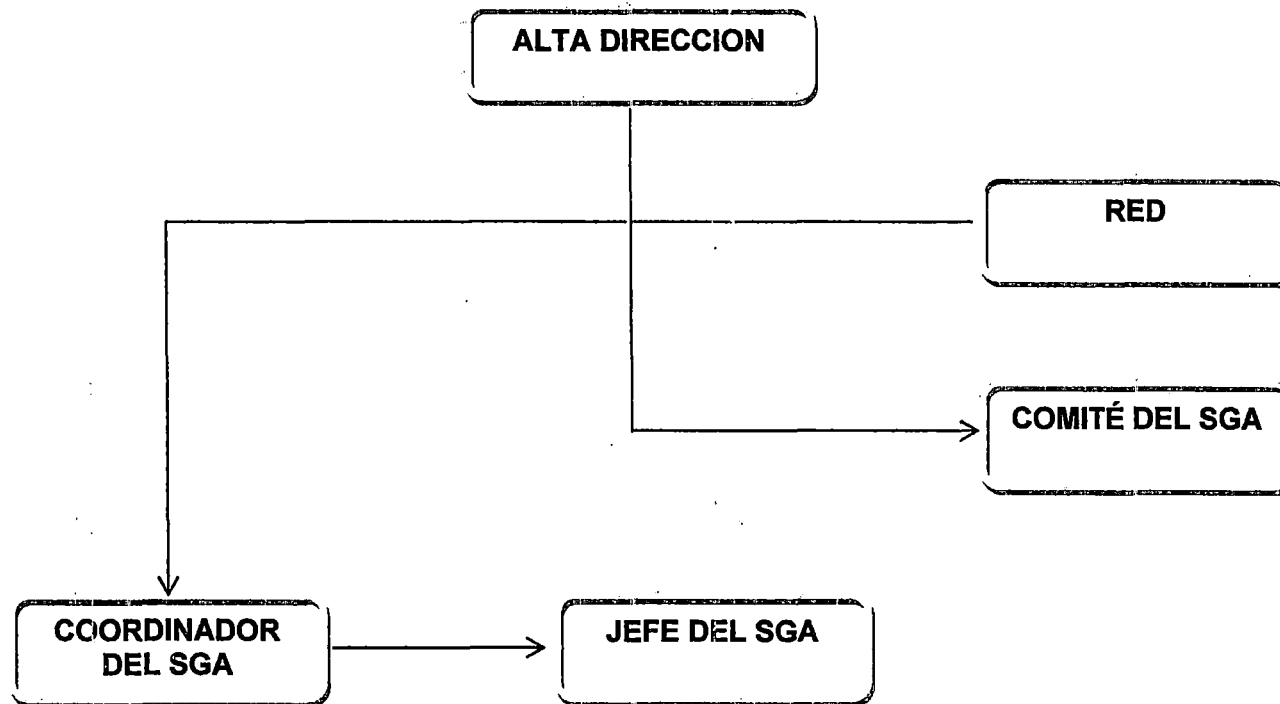 ALTA DIRECCION
RED
COMITÉ DEL SGA
COORDINADOR
DEL SGA
JEFE DEL SGA